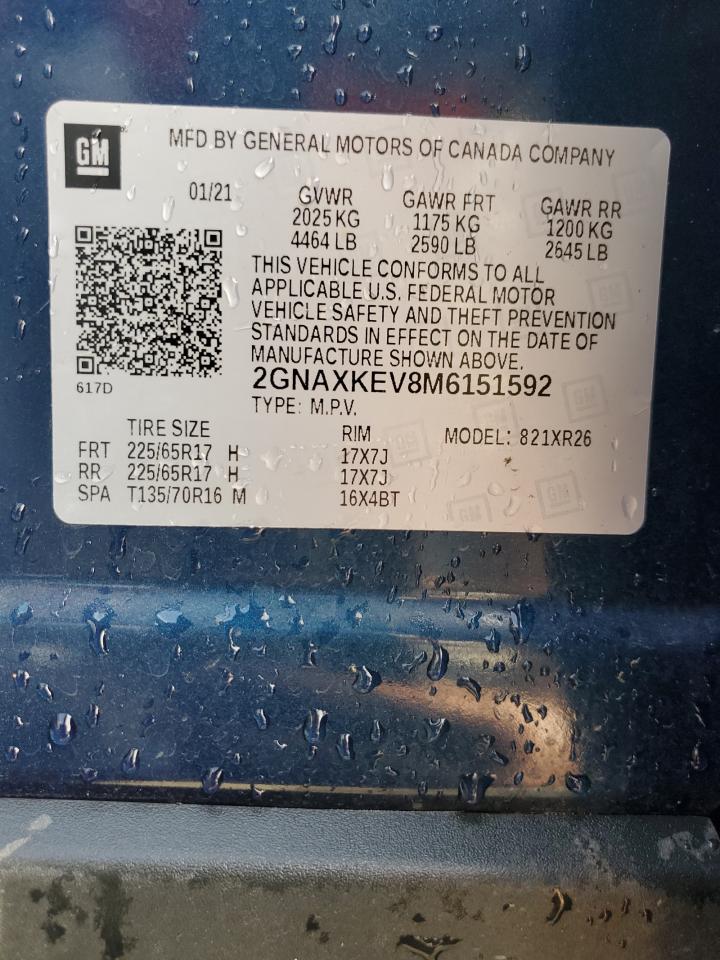 GM
MFD BY GENERAL MOTORS OF CANADA COMPANY
01/21 GVWR GAWR FRT GAWR RR
2025 KG 1175 KG 1200 KG
4464 LB 2590 LB 2645 LB
THIS VEHICLE CONFORMS TO ALL
APPLICABLE U.S. FEDERAL MOTOR
VEHICLE SAFETY AND THEFT PREVENTION
STANDARDS IN EFFECT ON THE DATE OF
MANUFACTURE SHOWN ABOVE.
617D
2GNAXKEV8M6151592
TYPE: M.P.V.
TIRE SIZE RIM MODEL: 821XR26
FRT 225/65R17 H 17X7J
RR 225/65R17 H 17X7J
SPA T135/70R16 M 16X4BT